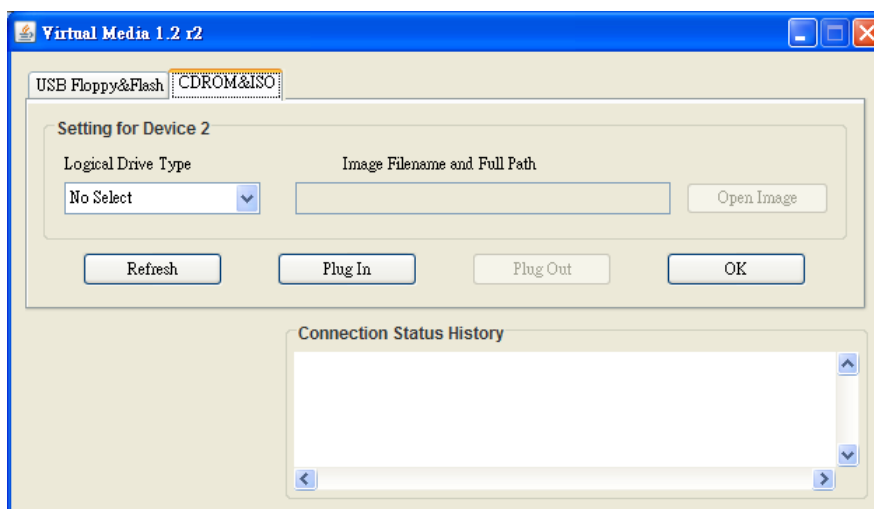 Virtual Media 1.2 r2
USB Floppy&Flash CDROM&ISO
Setting for Device 2
Logical Drive Type Image Filename and Full Path
No Select Open Image
Refresh Plug In Plug Out OK
Connection Status History